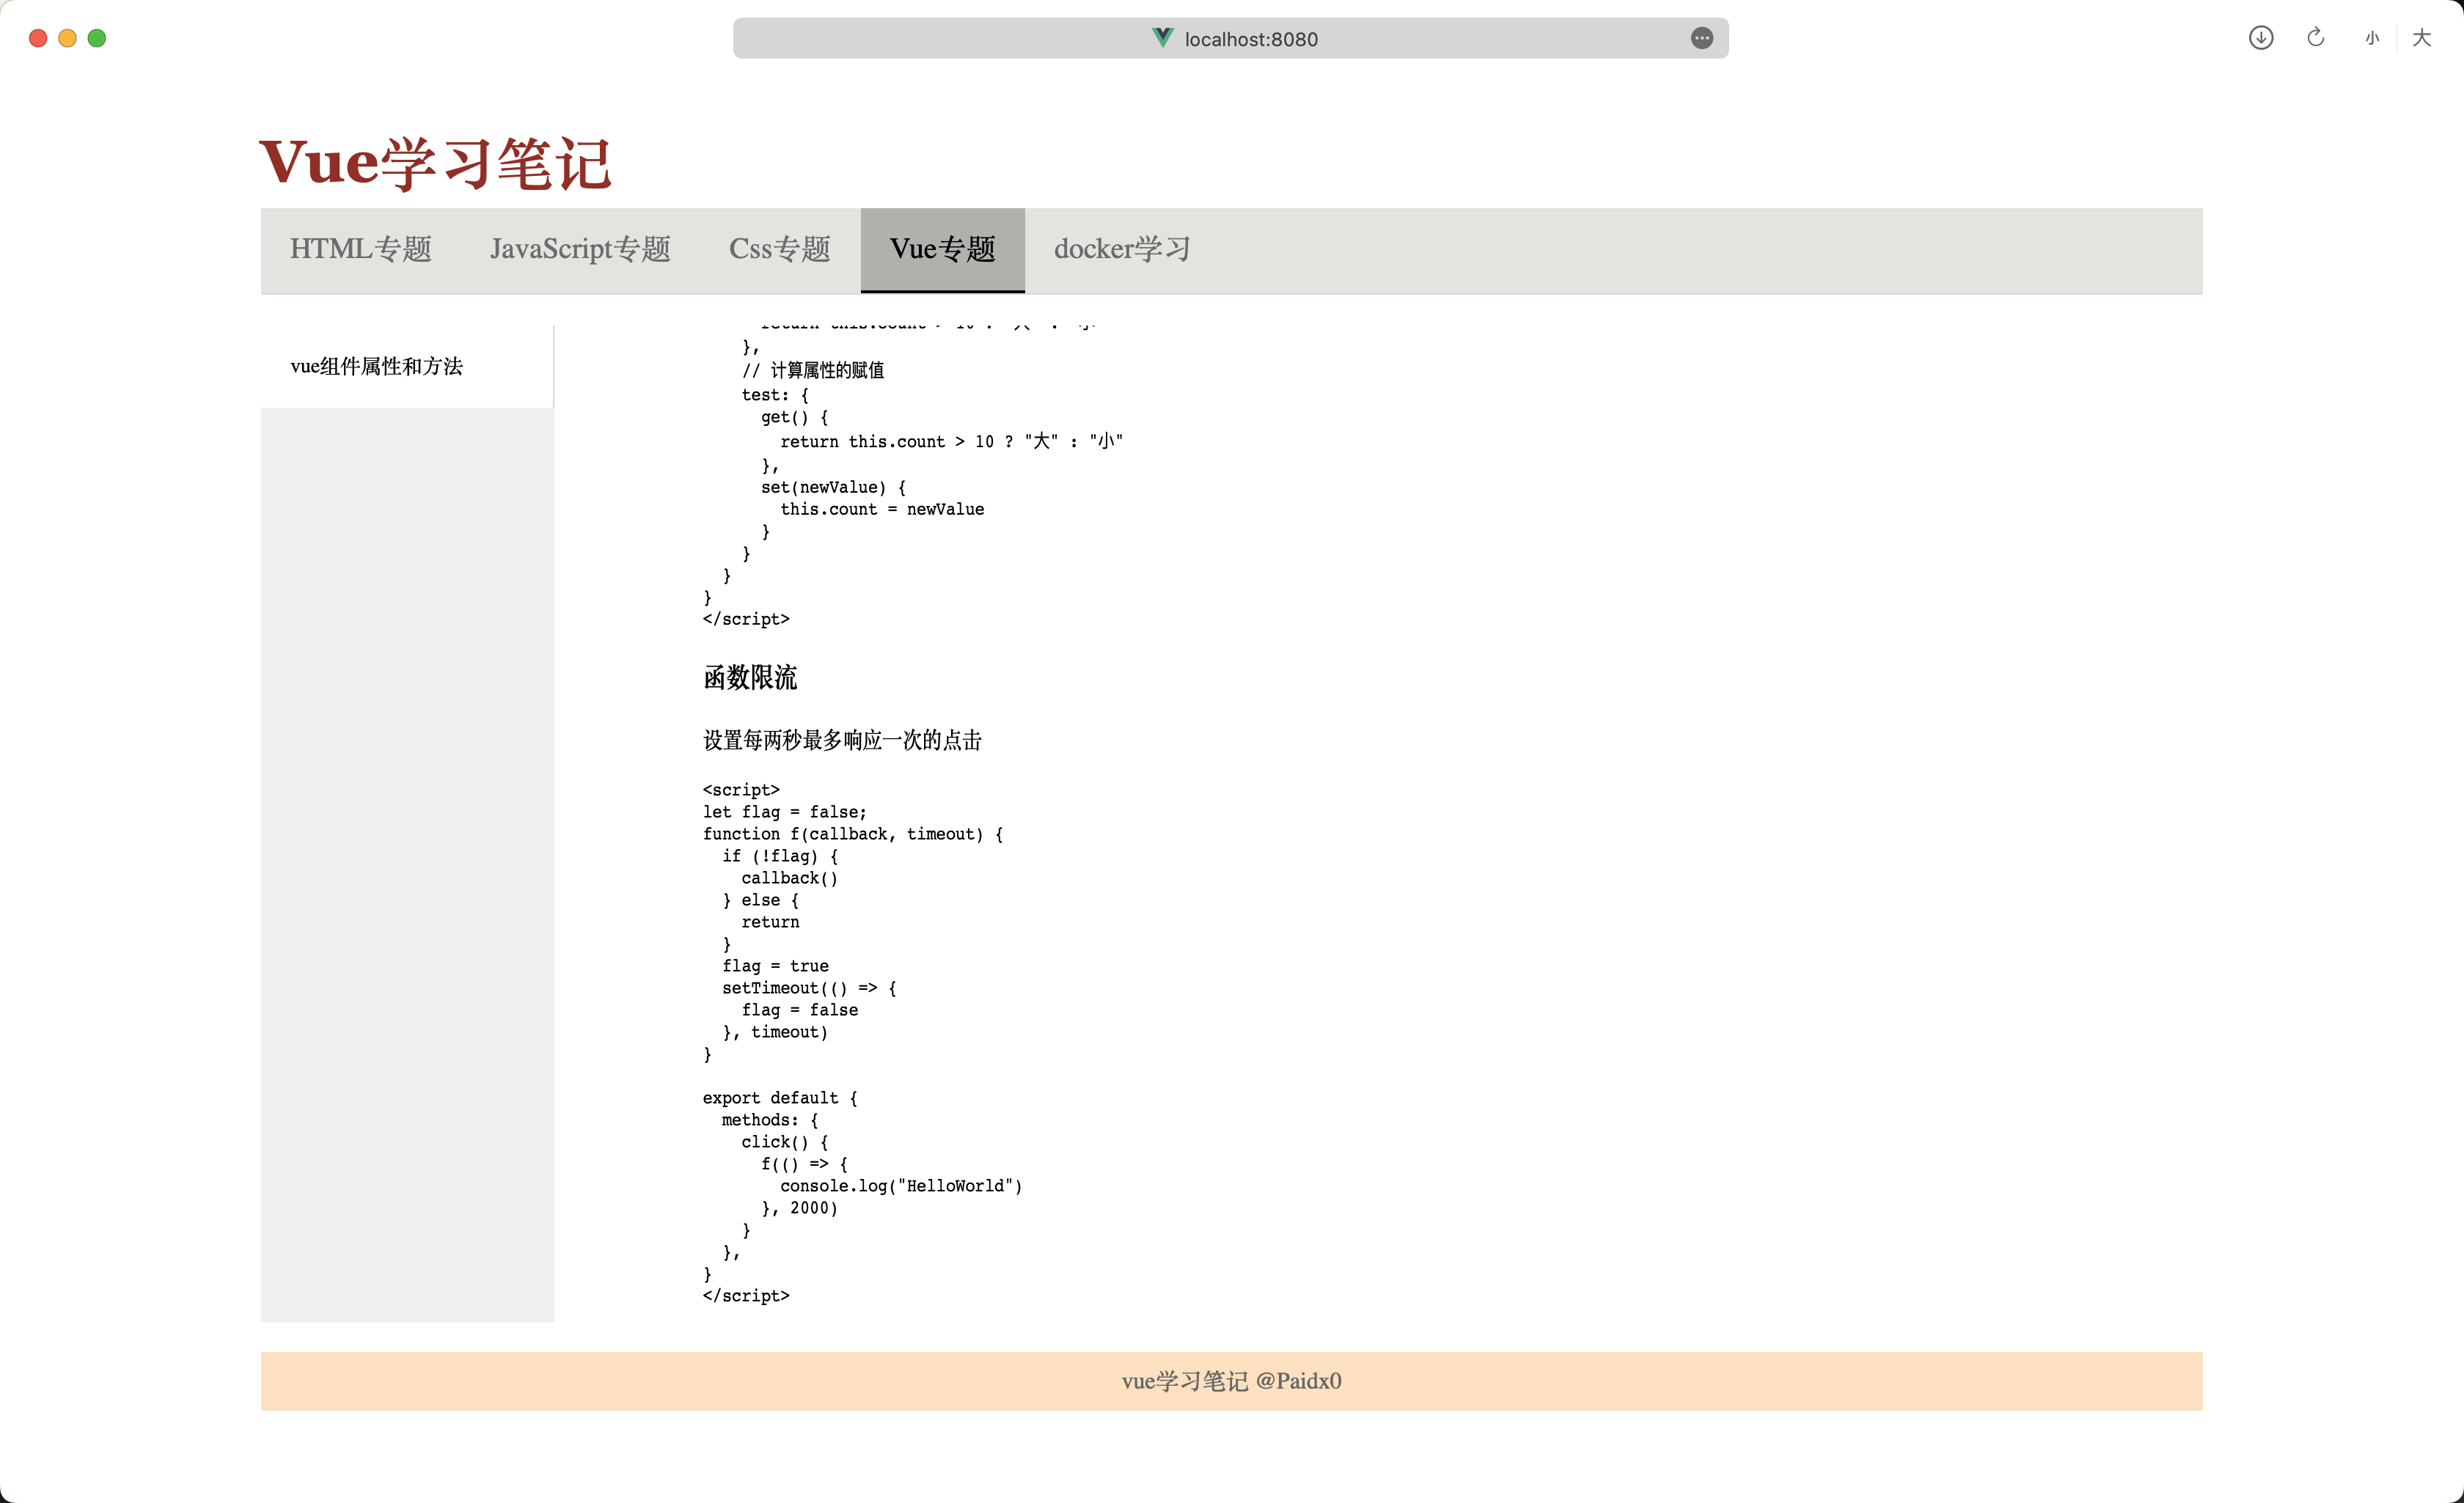 localhost:8080
小 大
Vue学习笔记
HTML专题 JavaScript专题 Css专题 Vue专题 docker学习
vue组件属性和方法
return this.count > 10 ? "大" : "小"
},
// 计算属性的赋值
test: {
get() {
return this.count > 10 ? "大" : "小"
},
set(newValue) {
this.count = newValue
}
}
}
}
</script>
函数限流
设置每两秒最多响应一次的点击
<script>
let flag = false;
function f(callback, timeout) {
if (!flag) {
callback()
} else {
return
}
flag = true
setTimeout(() => {
flag = false
}, timeout)
}
export default {
methods: {
click() {
f(() => {
console.log("HelloWorld")
}, 2000)
}
},
}
</script>
vue学习笔记 @Paidx0